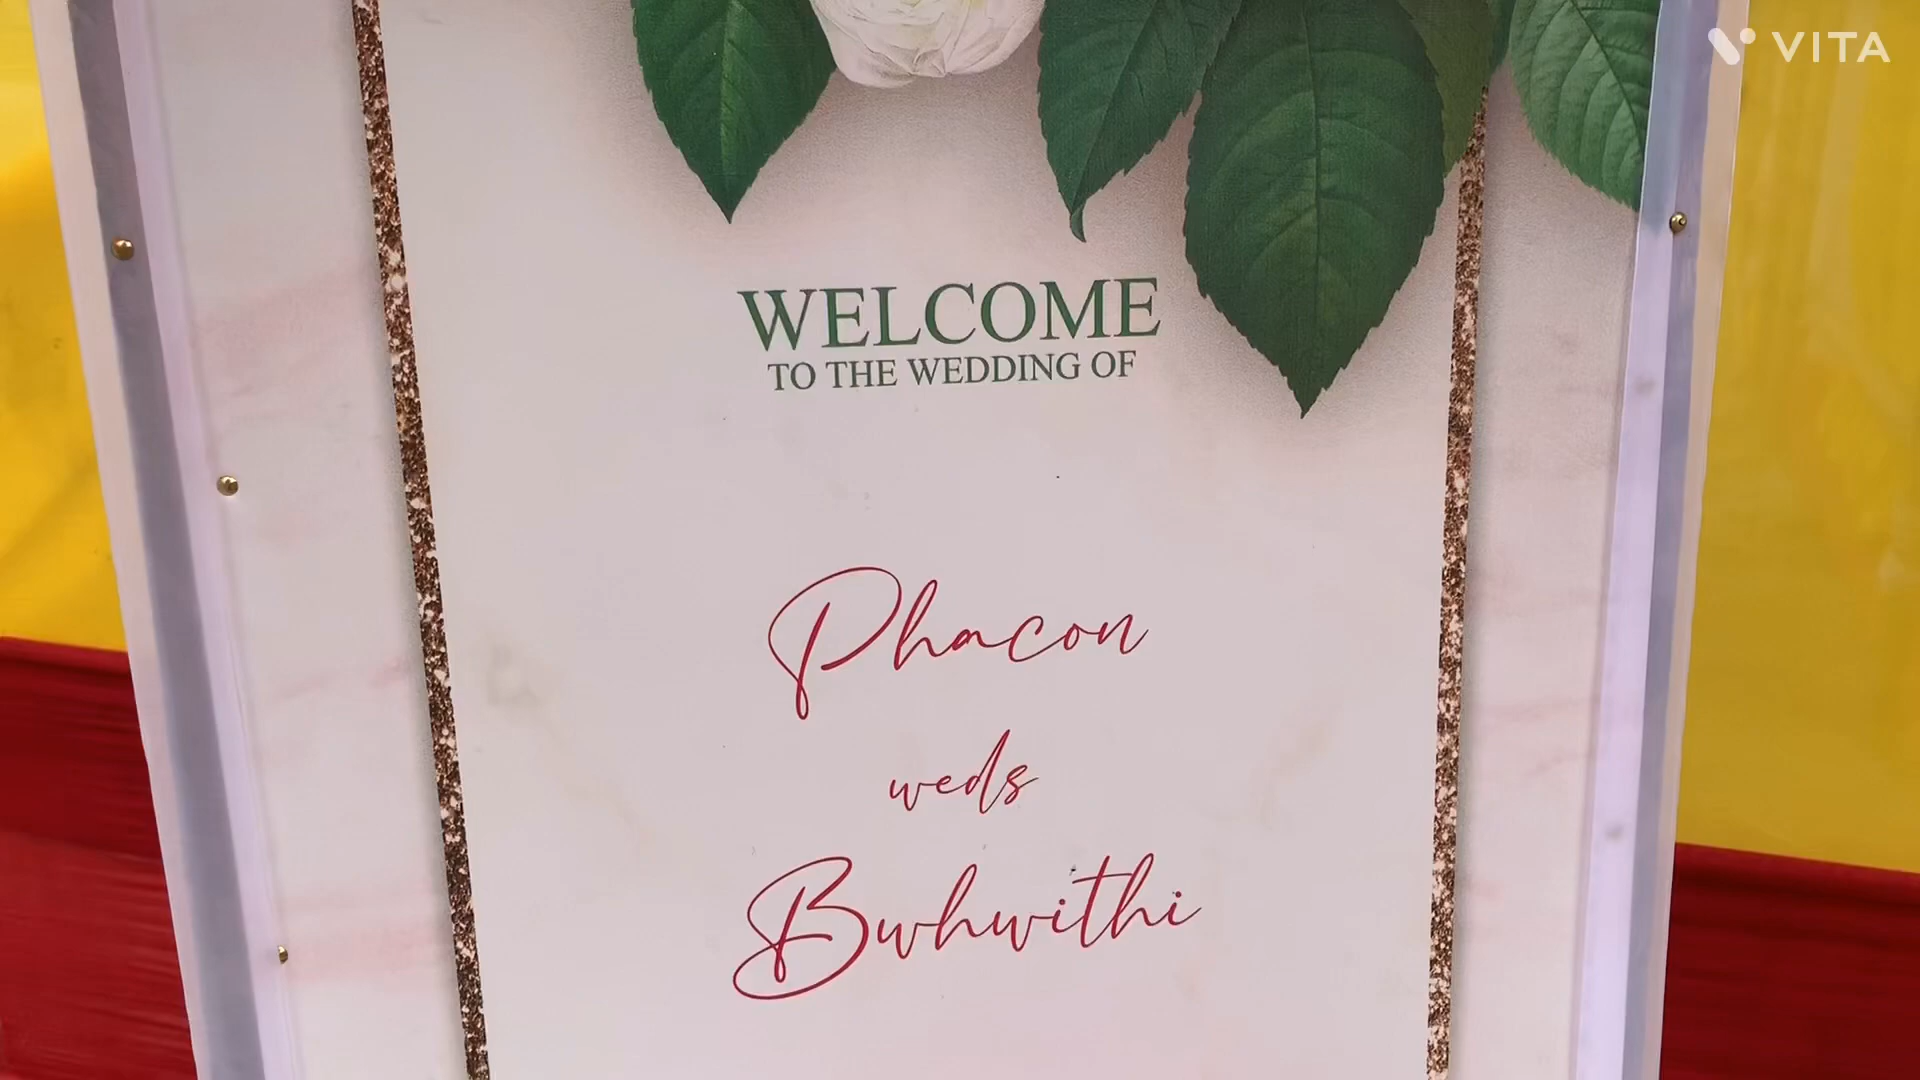 VITA
WELCOME
TO THE WEDDING OF
Phacon
weds
Bwhwithi